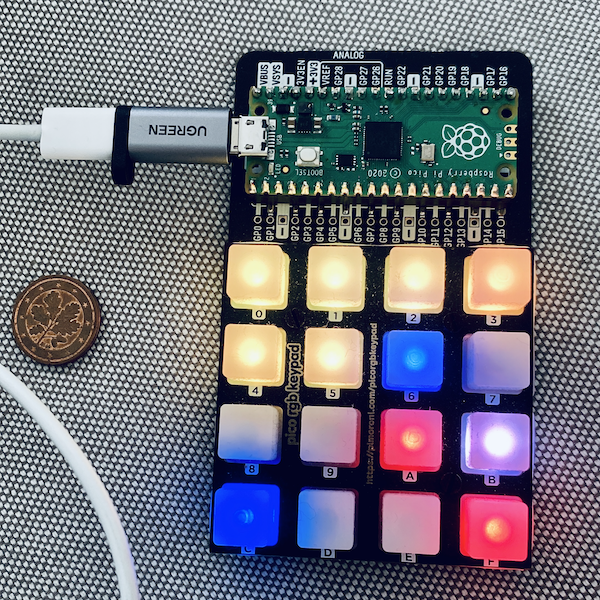 ANALOG
VBUS
VSYS
3V3EN
+3V3
VREF
GP28
GP27
GP26
RUN
GP22
GP21
GP20
GP19
GP18
GP17
GP16
UGREEN
BOOTSEL
DEBUG
Raspberry Pi Pico © 2020
GP0
GP1
GP2
GP3
GP4
GP5
GP6
GP7
GP8
GP9
GP10
GP11
GP12
GP13
GP14
GP15
0
1
2
3
4
5
6
7
8
9
A
B
C
D
E
F
pico rgb keypad
https://pimoroni.com/picorgbkeypad